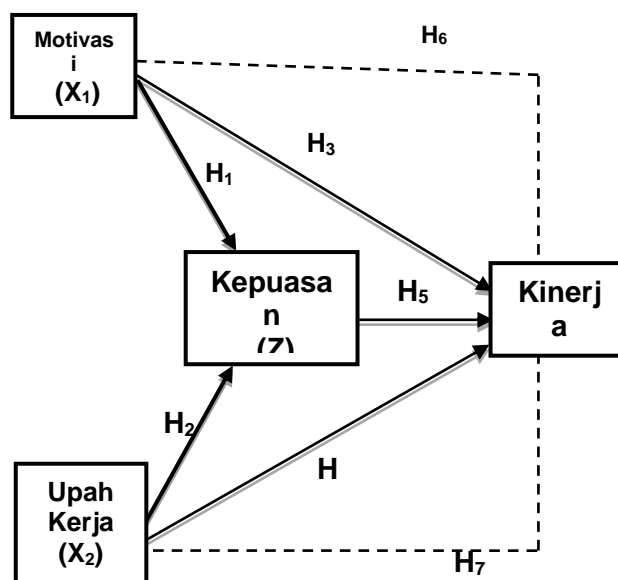 Motivas
i
(X₁)
H₆
H₃
H₁
Kepuasa
n
(Z)
H₅
Kinerj
a
H₂
H
Upah
Kerja
(X₂)
H₇